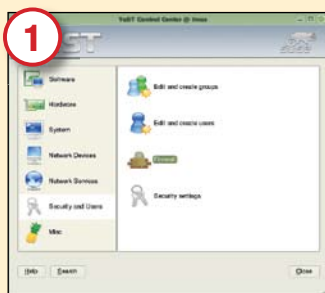 YaST Control Center @ linux
1
ST
Software
Hardware
System
Network Devices
Network Services
Security and Users
Misc
Edit and create groups
Edit and create users
Firewall
Security settings
Help
Search
Close